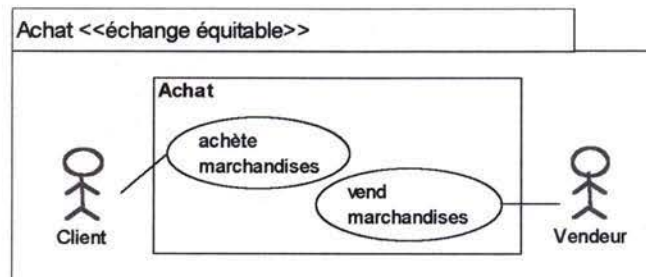 Achat <<échange équitable>>
Achat
achète
marchandises
vend
marchandises
Client
Vendeur